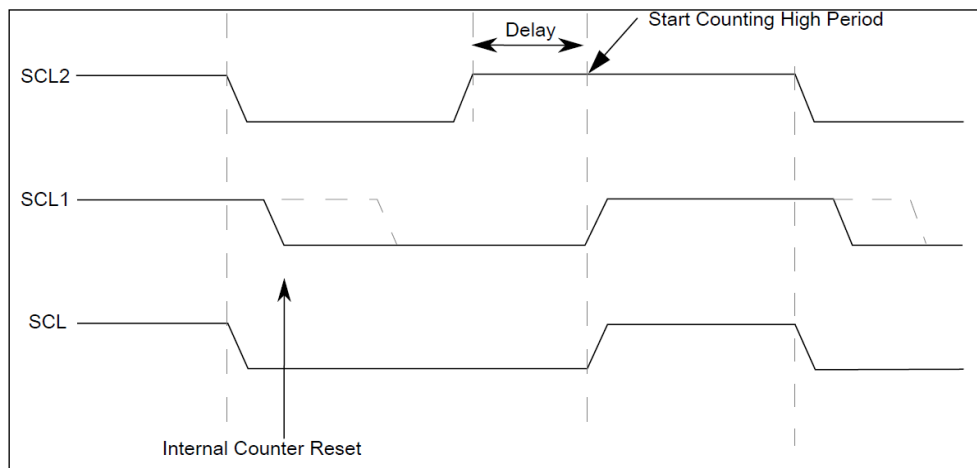 Start Counting High Period
Delay
SCL2
SCL1
SCL
Internal Counter Reset